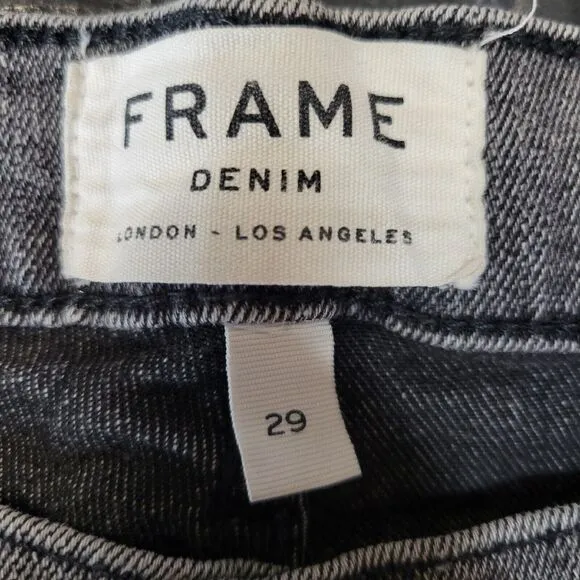 FRAME
DENIM
LONDON - LOS ANGELES
29